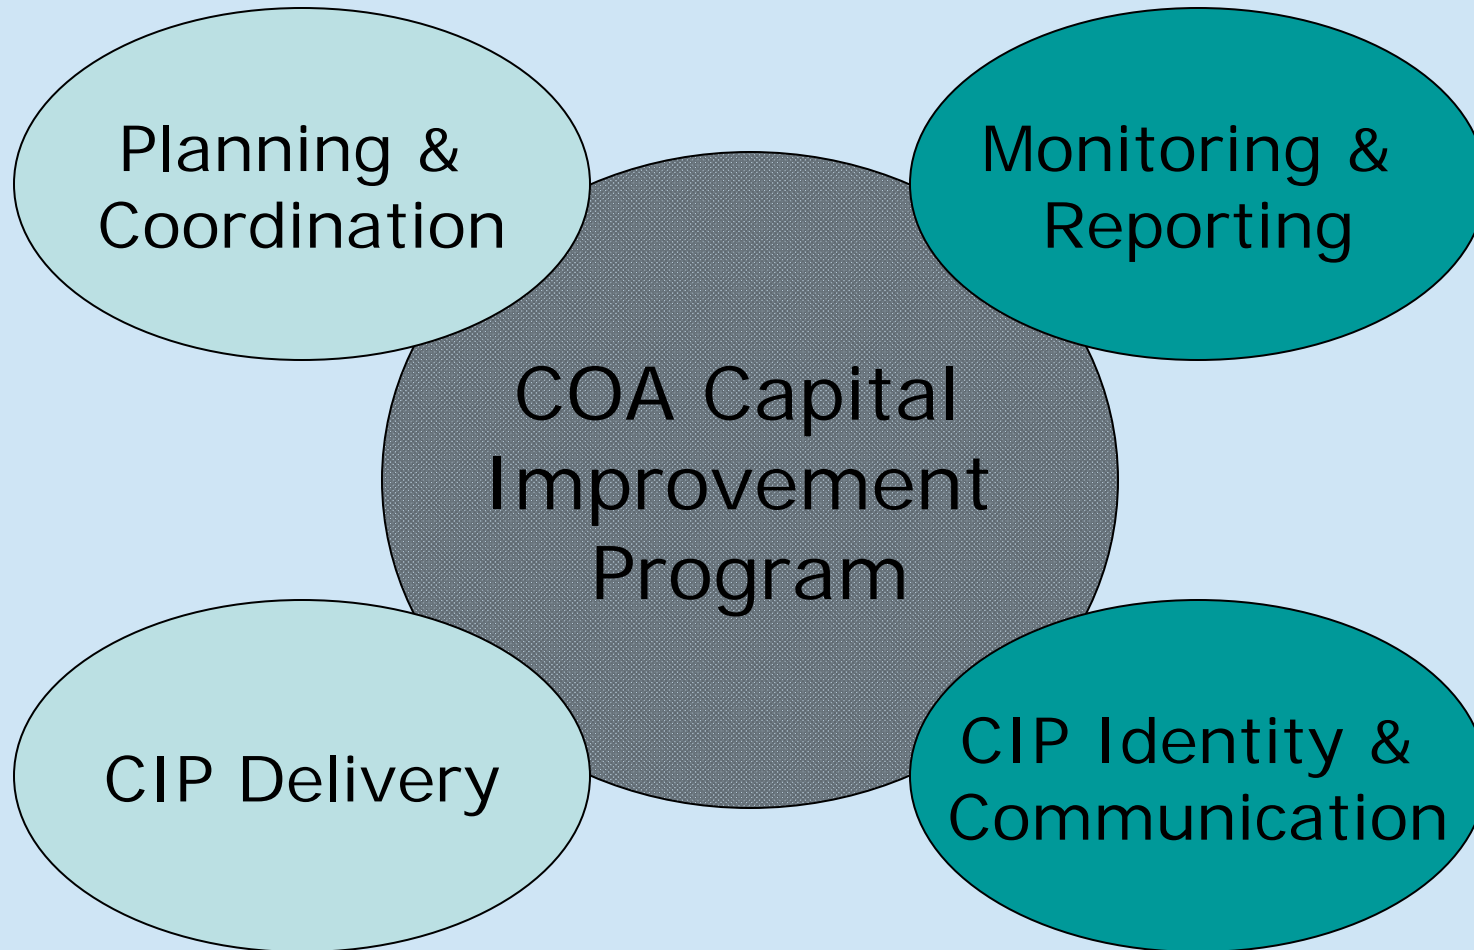 Planning &
Coordination
Monitoring &
Reporting
COA Capital
Improvement
Program
CIP Delivery
CIP Identity &
Communication